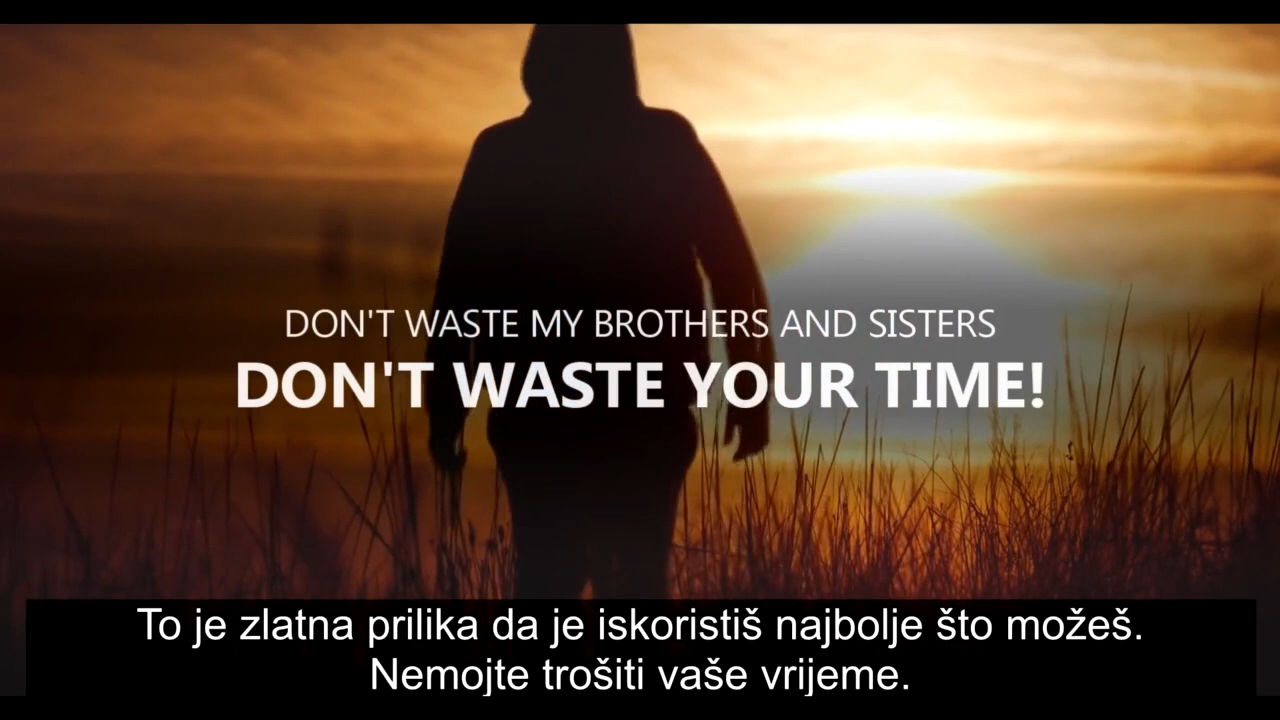 DON'T WASTE MY BROTHERS AND SISTERS
DON'T WASTE YOUR TIME!
To je zlatna prilika da je iskoristiš najbolje što možeš.
Nemojte trošiti vaše vrijeme.